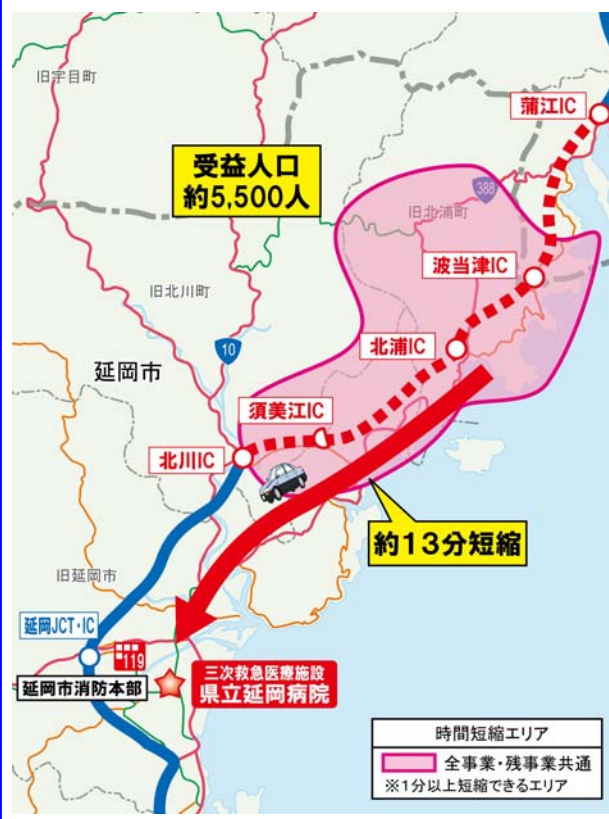 旧宇目町
蒲江IC
受益人口
約5,500人
388
旧北浦町
波当津IC
旧北川町
北浦IC
10
延岡市
須美江IC
北川IC
約13分短縮
旧延岡市
延岡JCT・IC
119
延岡市消防本部
三次救急医療施設
県立延岡病院
時間短縮エリア
全事業・残事業共通
※1分以上短縮できるエリア